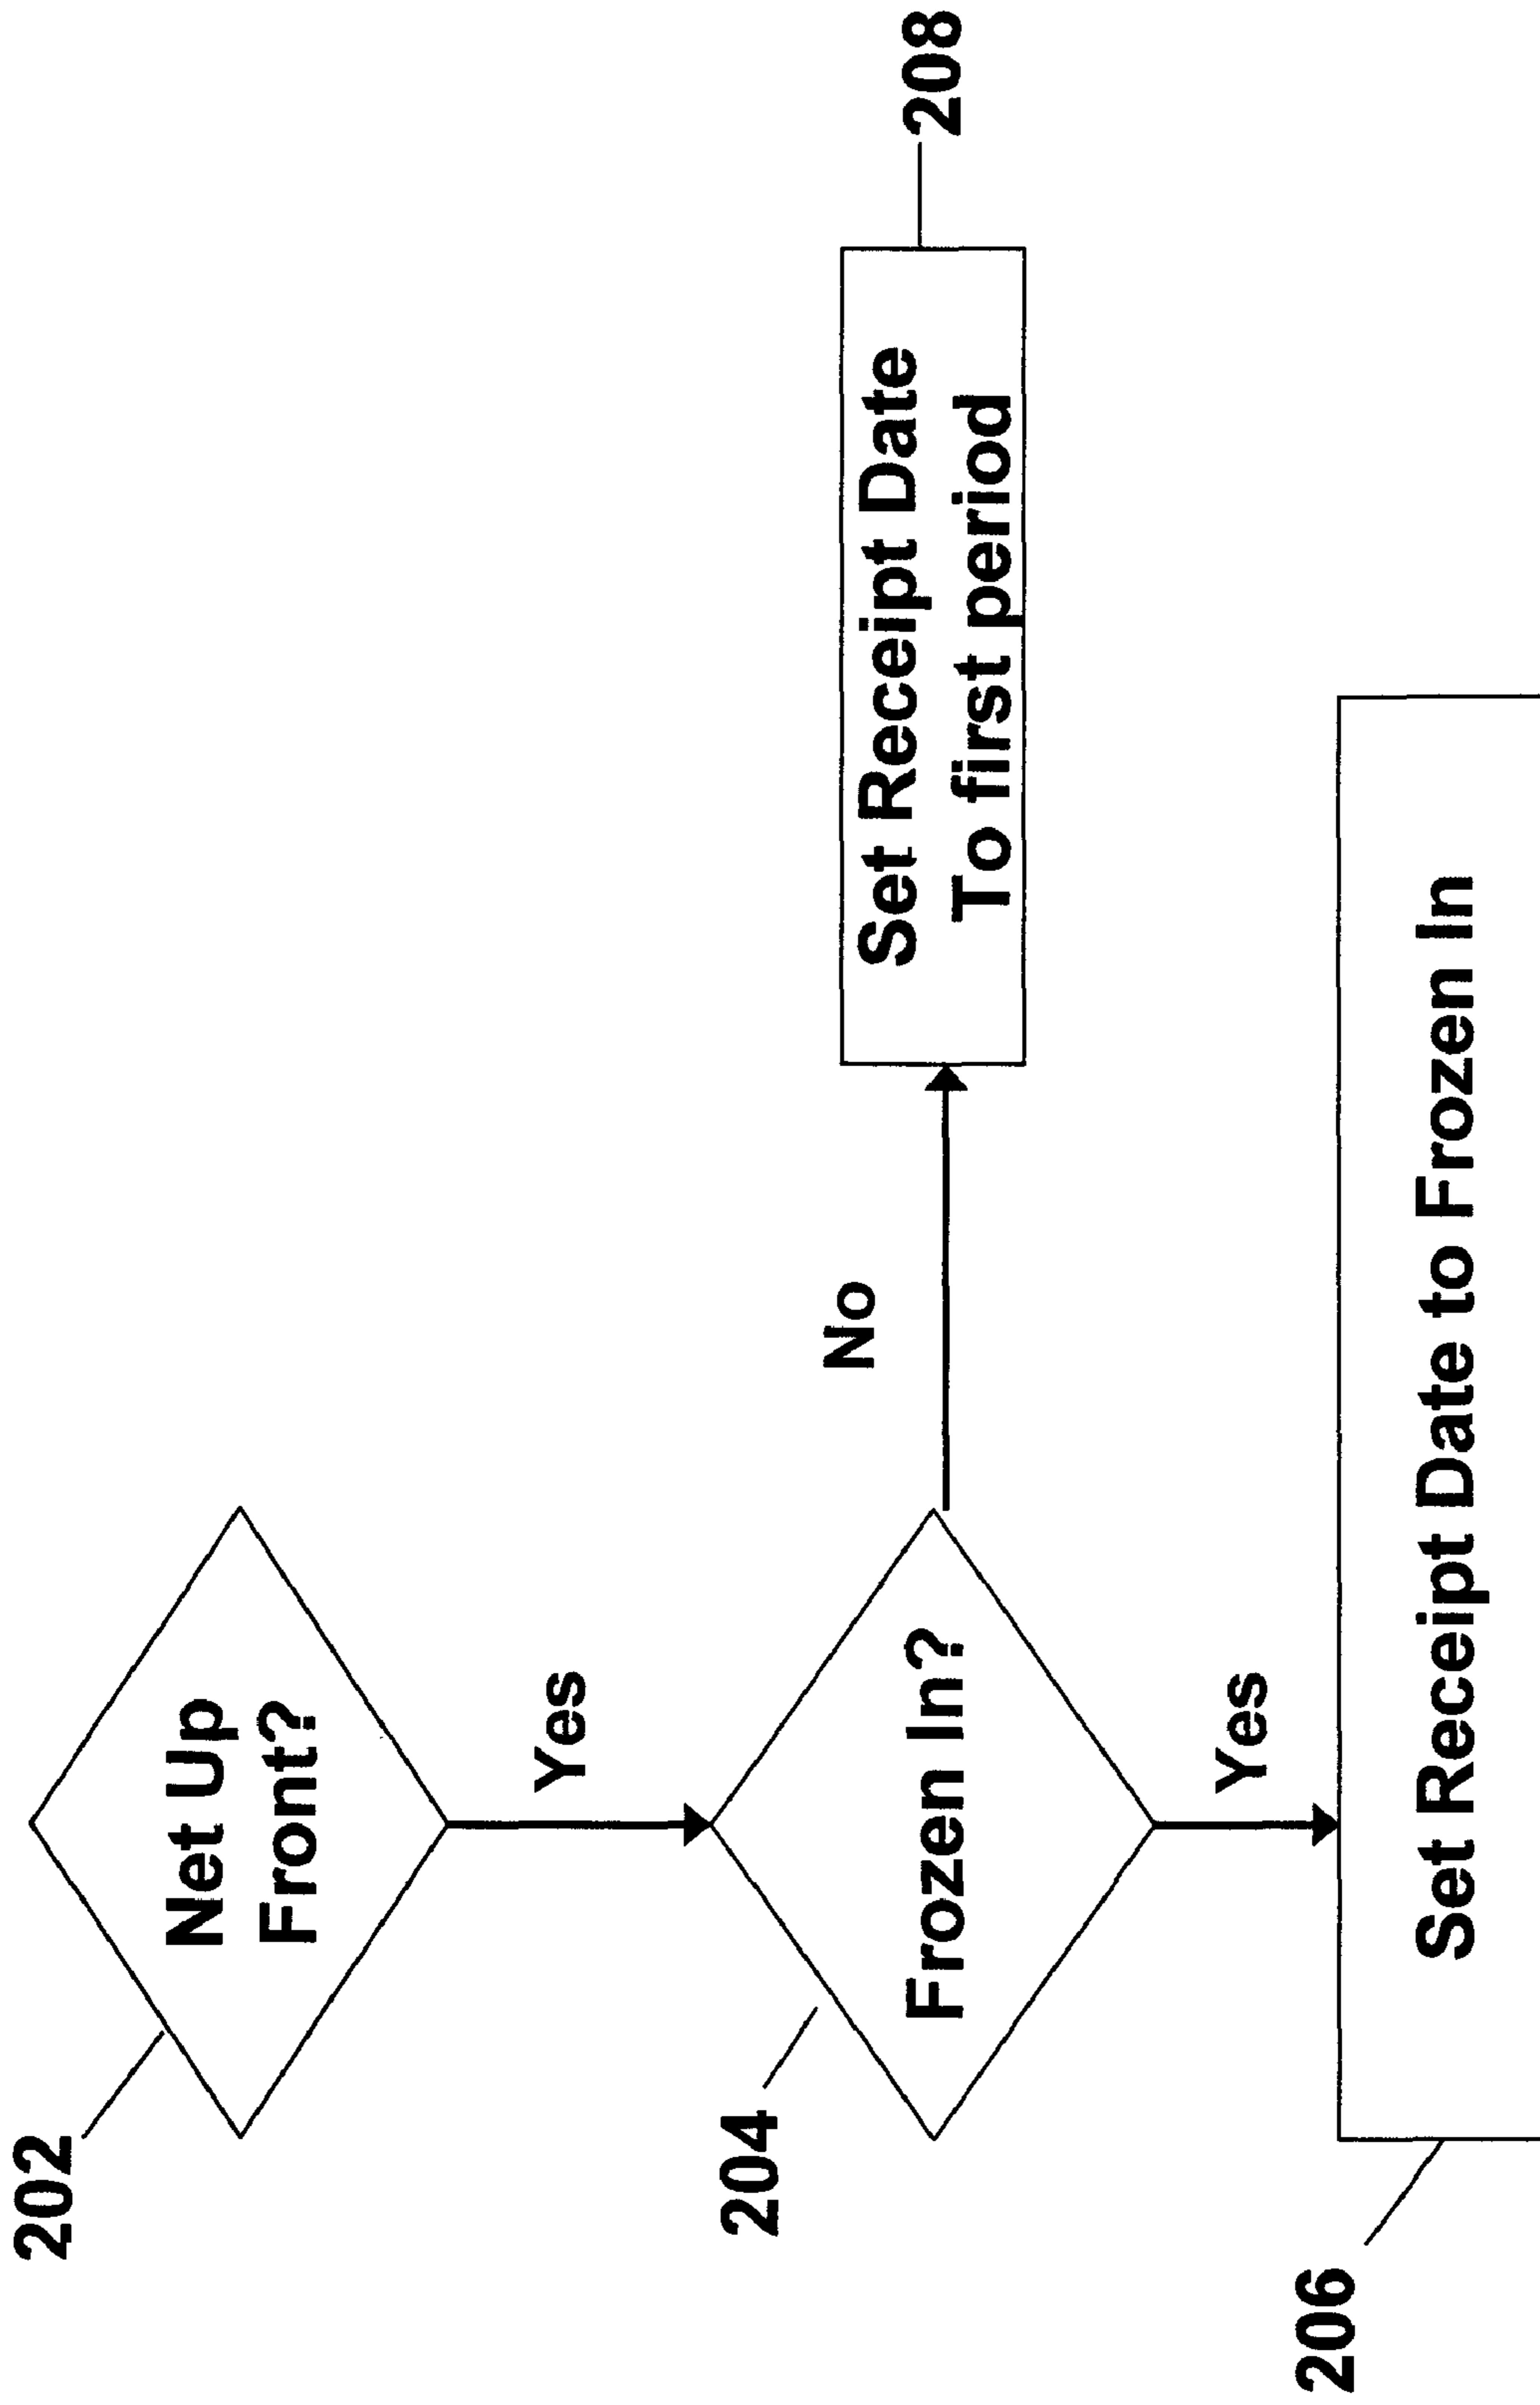 202
Net Up
Front?
Yes
204
Frozen In?
No
Set Receipt Date
To first period
208
Yes
206
Set Receipt Date to Frozen In